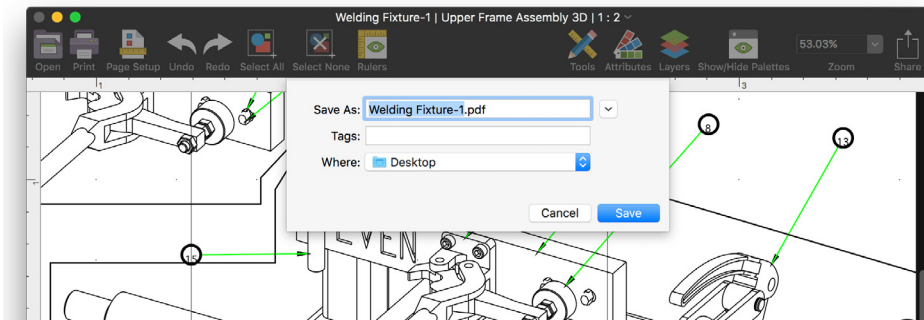 Welding Fixture-1 | Upper Frame Assembly 3D | 1 : 2
Open Print Page Setup Undo Redo Select All Select None Rulers Tools Attributes Layers Show/Hide Palettes Zoom Share
53.03%
1 3
Save As: Welding Fixture-1.pdf
Tags:
Where: Desktop
Cancel Save
8
13
15
VEN